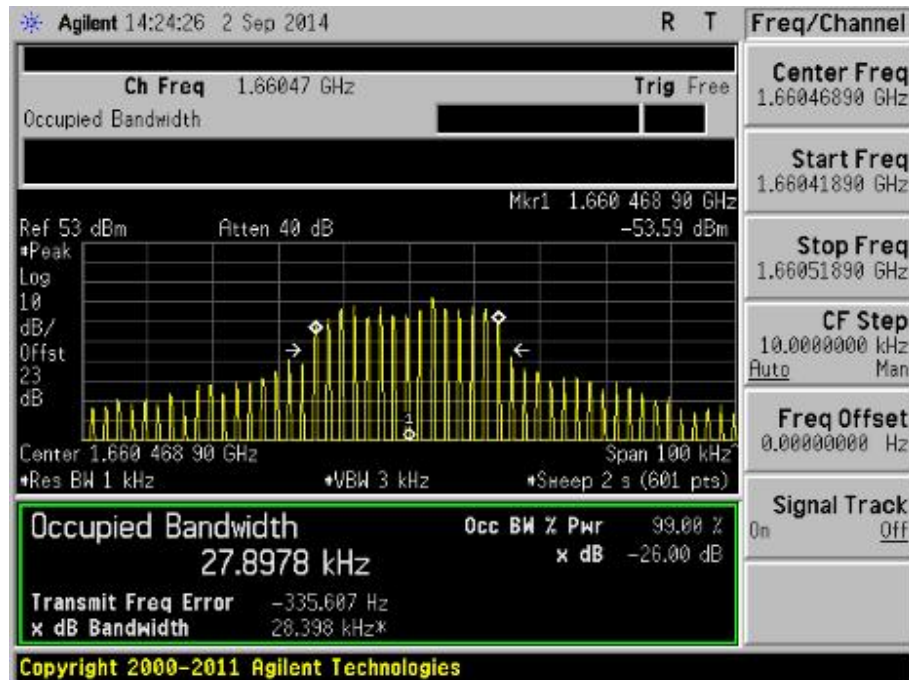 Agilent 14:24:26 2 Sep 2014 R T
Freq/Channel
Ch Freq 1.66047 GHz Trig Free
Occupied Bandwidth
Center Freq
1.66046890 GHz
Start Freq
1.66041890 GHz
Stop Freq
1.66051890 GHz
CF Step
10.0000000 kHz
Auto Man
Freq Offset
0.00000000 Hz
Signal Track
On Off
Mkr1 1.660 468 90 GHz
Ref 53 dBm Atten 40 dB -53.59 dBm
#Peak
Log
10
dB/
Offst
23
dB
1
Center 1.660 468 90 GHz Span 100 kHz^
#Res BW 1 kHz #VBW 3 kHz #Sweep 2 s (601 pts)
Occupied Bandwidth Occ BW % Pwr 99.00 %
27.8978 kHz x dB -26.00 dB
Transmit Freq Error -335.607 Hz
x dB Bandwidth 28.398 kHz*
Copyright 2000-2011 Agilent Technologies